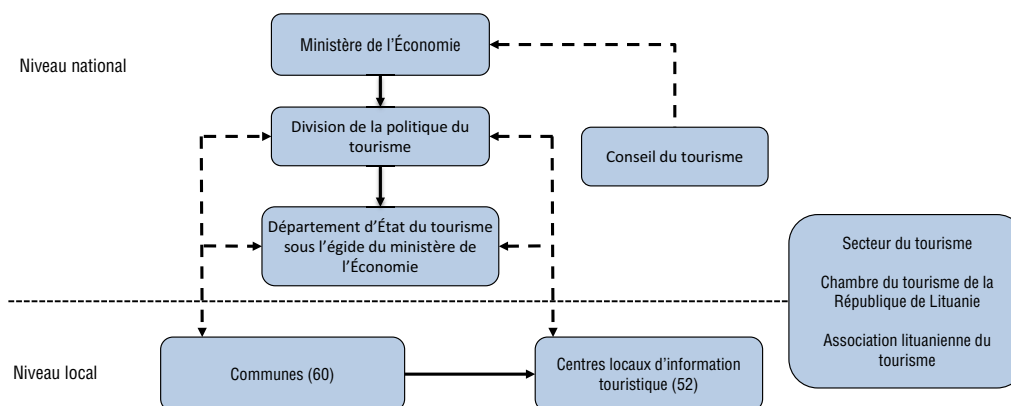 Niveau national
Ministère de l'Économie
Division de la politique du
tourisme
Conseil du tourisme
Département d'État du tourisme
sous l'égide du ministère de
l'Économie
Secteur du tourisme
Chambre du tourisme de la
République de Lituanie
Association lituanienne du
tourisme
Niveau local
Communes (60)
Centres locaux d'information
touristique (52)